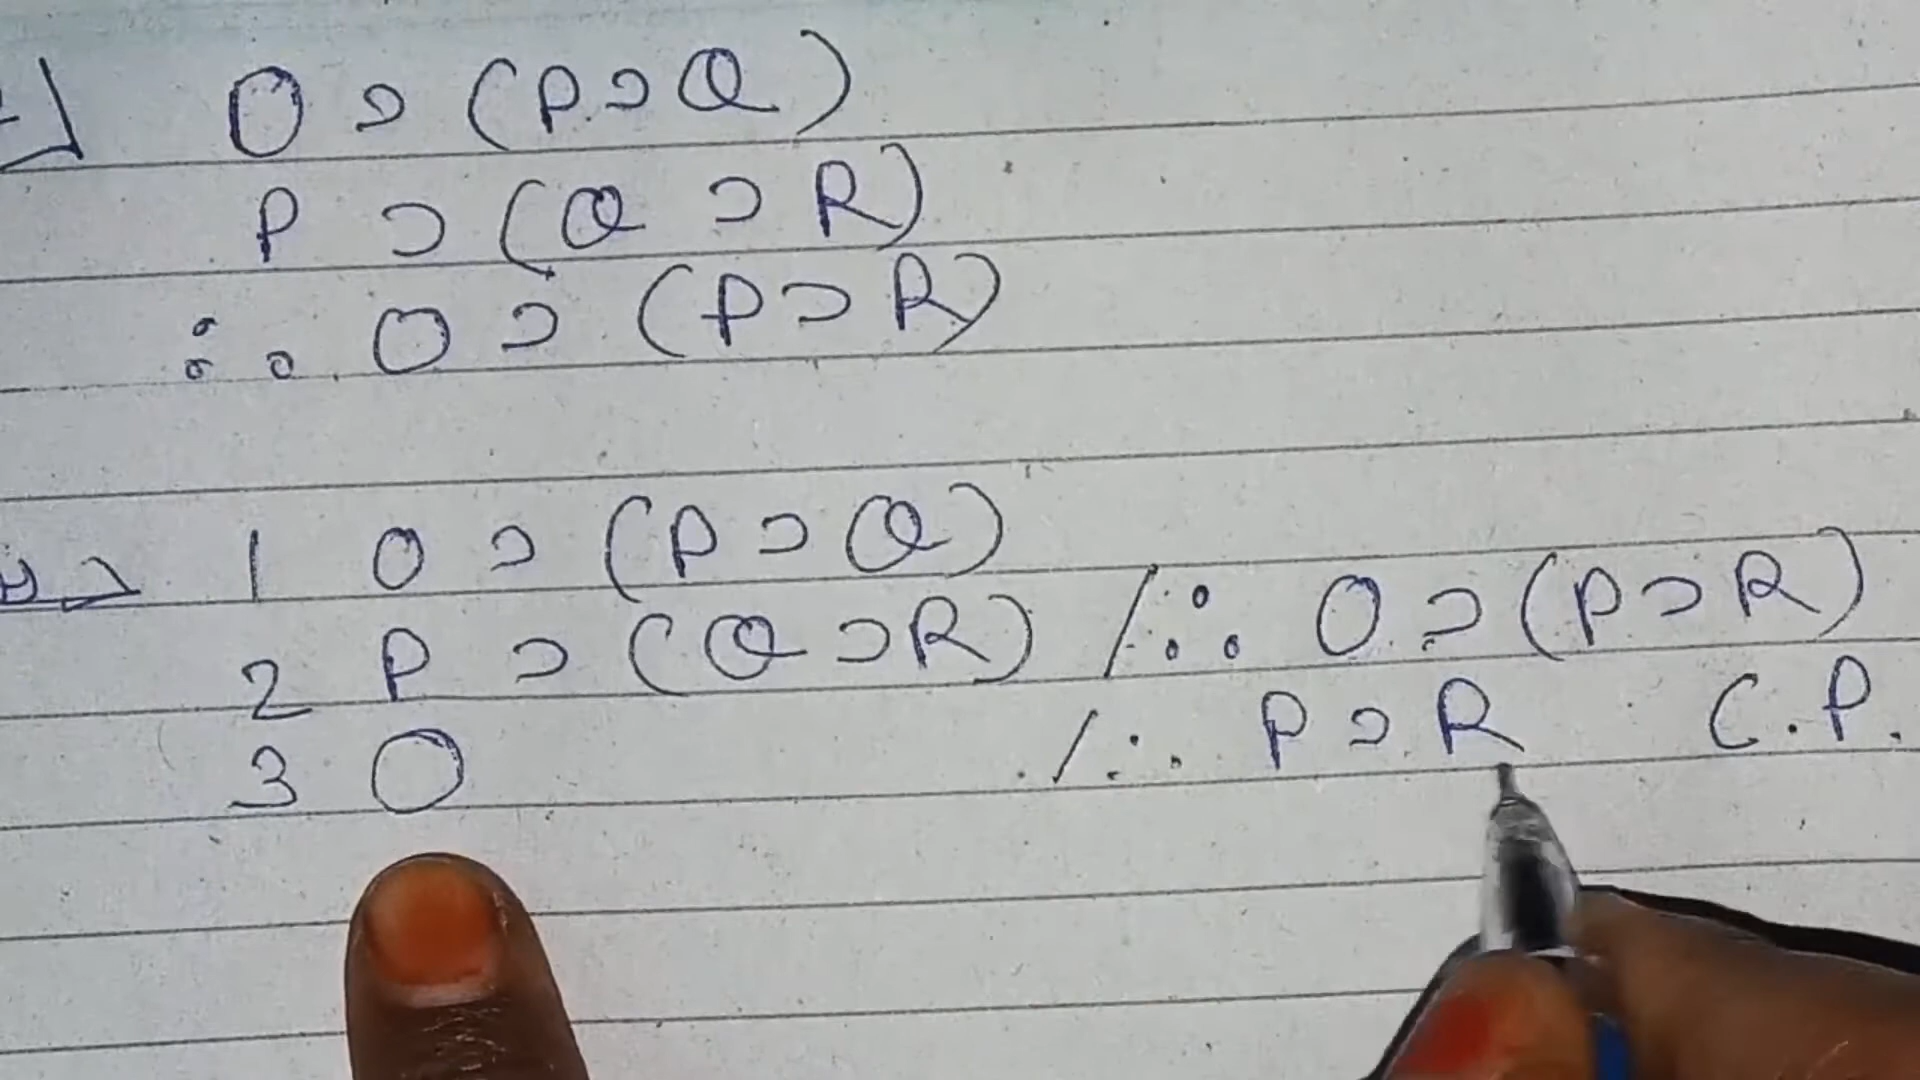 O ⊃ (P ⊃ Q)
P ⊃ (Q ⊃ R)
∴ O ⊃ (P ⊃ R)
1 O ⊃ (P ⊃ Q)
2 P ⊃ (Q ⊃ R) /∴ O ⊃ (P ⊃ R)
3 O /∴ P ⊃ R C.P.